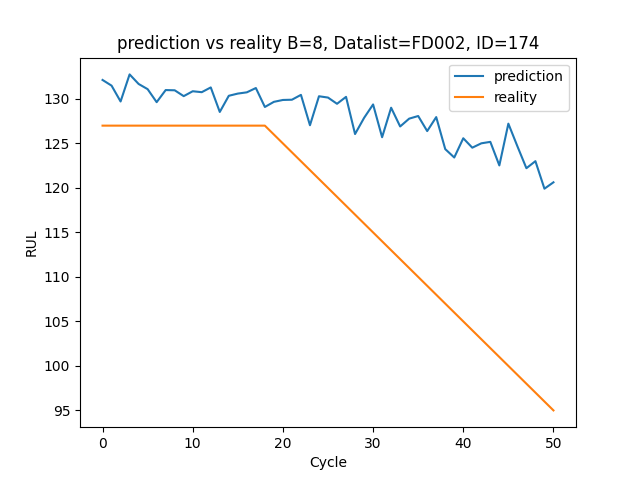 prediction vs reality B=8, Datalist=FD002, ID=174
prediction
reality
RUL
130
125
120
115
110
105
100
95
0 10 20 30 40 50
Cycle